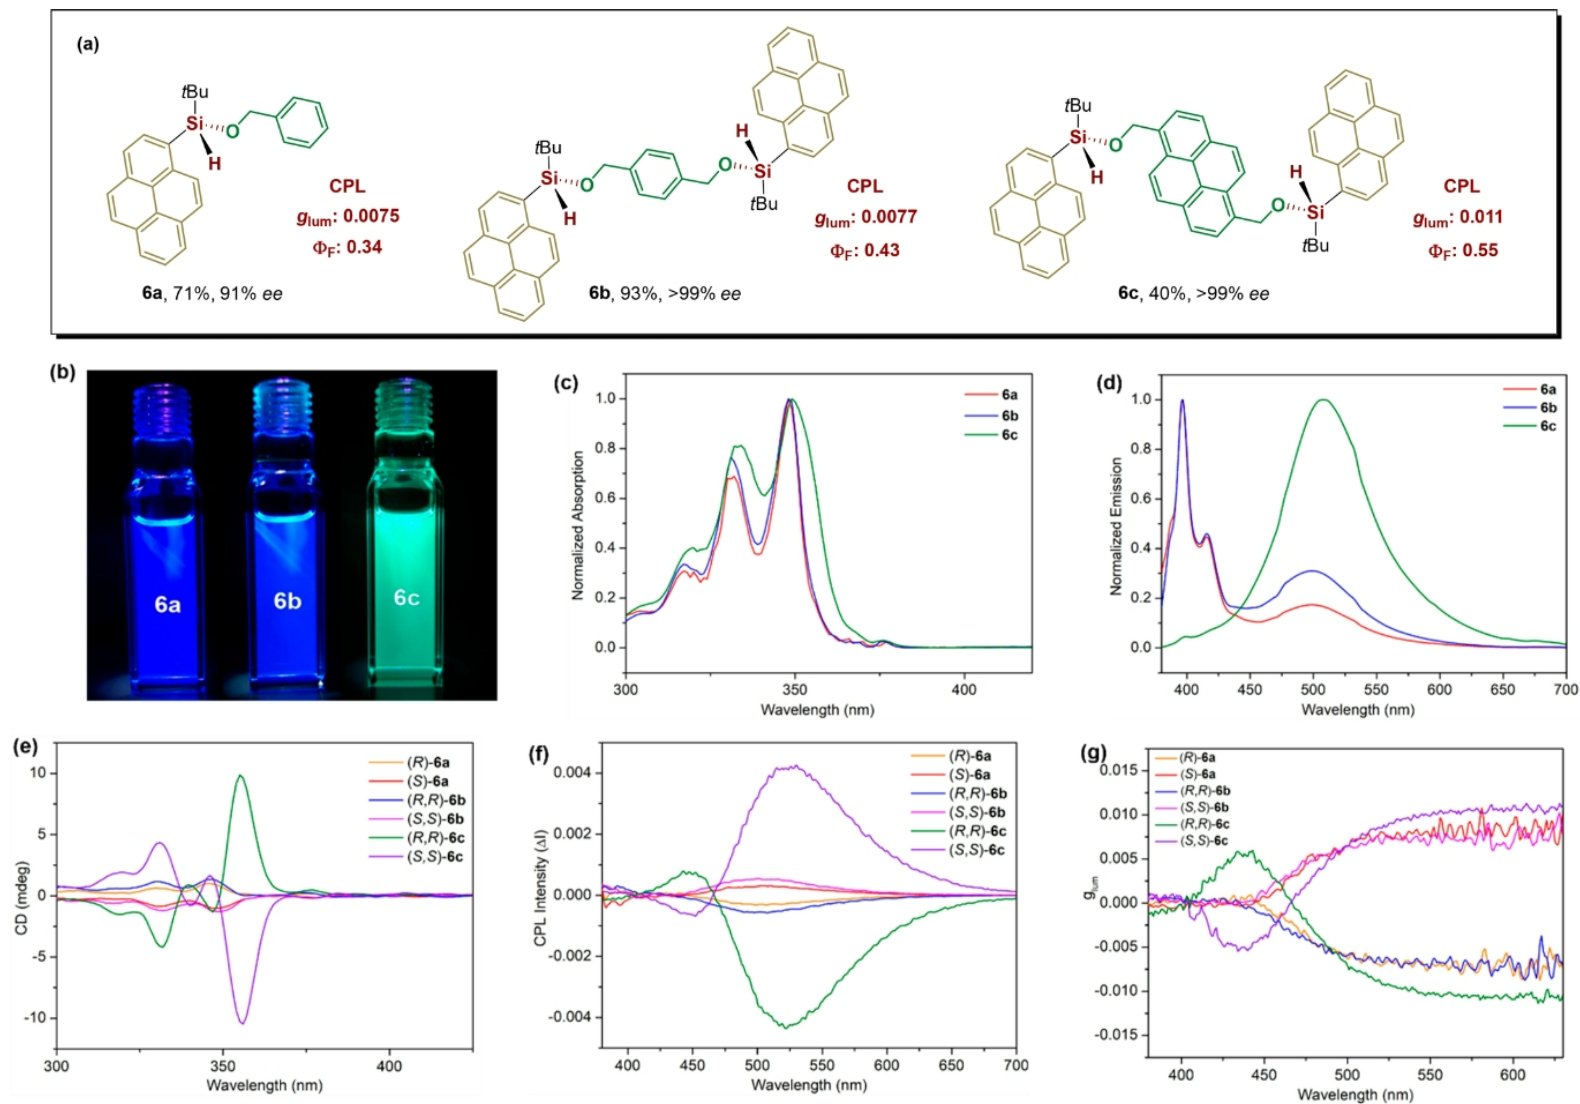 (a)
tBu
Si
O
H
CPL
glum: 0.0075
ΦF: 0.34
6a, 71%, 91% ee
tBu
Si
O
H
H
O
Si
tBu
CPL
glum: 0.0077
ΦF: 0.43
6b, 93%, >99% ee
tBu
Si
O
H
H
O
Si
tBu
CPL
glum: 0.011
ΦF: 0.55
6c, 40%, >99% ee
(b)
6a
6b
6c
(c)
Normalized Absorption
1.0
0.8
0.6
0.4
0.2
0.0
6a
6b
6c
300
350
400
Wavelength (nm)
(d)
Normalized Emission
1.0
0.8
0.6
0.4
0.2
0.0
6a
6b
6c
400
450
500
550
600
650
700
Wavelength (nm)
(e)
CD (mdeg)
10
5
0
-5
-10
(R)-6a
(S)-6a
(R,R)-6b
(S,S)-6b
(R,R)-6c
(S,S)-6c
300
350
400
Wavelength (nm)
(f)
CPL Intensity (ΔI)
0.004
0.002
0.000
-0.002
-0.004
(R)-6a
(S)-6a
(R,R)-6b
(S,S)-6b
(R,R)-6c
(S,S)-6c
400
450
500
550
600
650
700
Wavelength (nm)
(g)
glum
0.015
0.010
0.005
0.000
-0.005
-0.010
-0.015
(R)-6a
(S)-6a
(R,R)-6b
(S,S)-6b
(R,R)-6c
(S,S)-6c
400
450
500
550
600
Wavelength (nm)